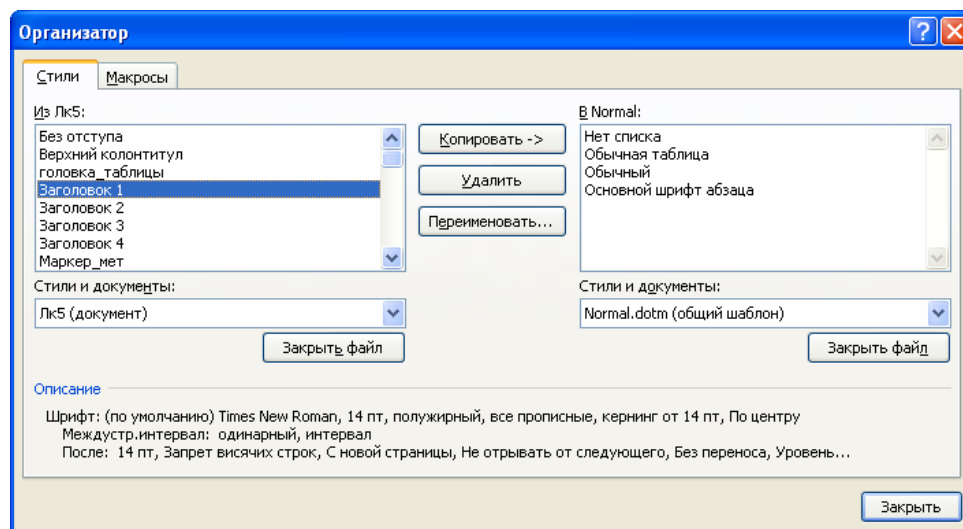 Организатор
Стили
Макросы
Из Лк5:
Без отступа
Верхний колонтитул
головка_таблицы
Заголовок 1
Заголовок 2
Заголовок 3
Заголовок 4
Маркер_мет
Стили и документы:
Лк5 (документ)
Закрыть файл
Копировать ->
Удалить
Переименовать...
В Normal:
Нет списка
Обычная таблица
Обычный
Основной шрифт абзаца
Стили и документы:
Normal.dotm (общий шаблон)
Закрыть файл
Описание
Шрифт: (по умолчанию) Times New Roman, 14 пт, полужирный, все прописные, кернинг от 14 пт, По центру
Междустр.интервал: одинарный, интервал
После: 14 пт, Запрет висячих строк, С новой страницы, Не отрывать от следующего, Без переноса, Уровень...
Закрыть